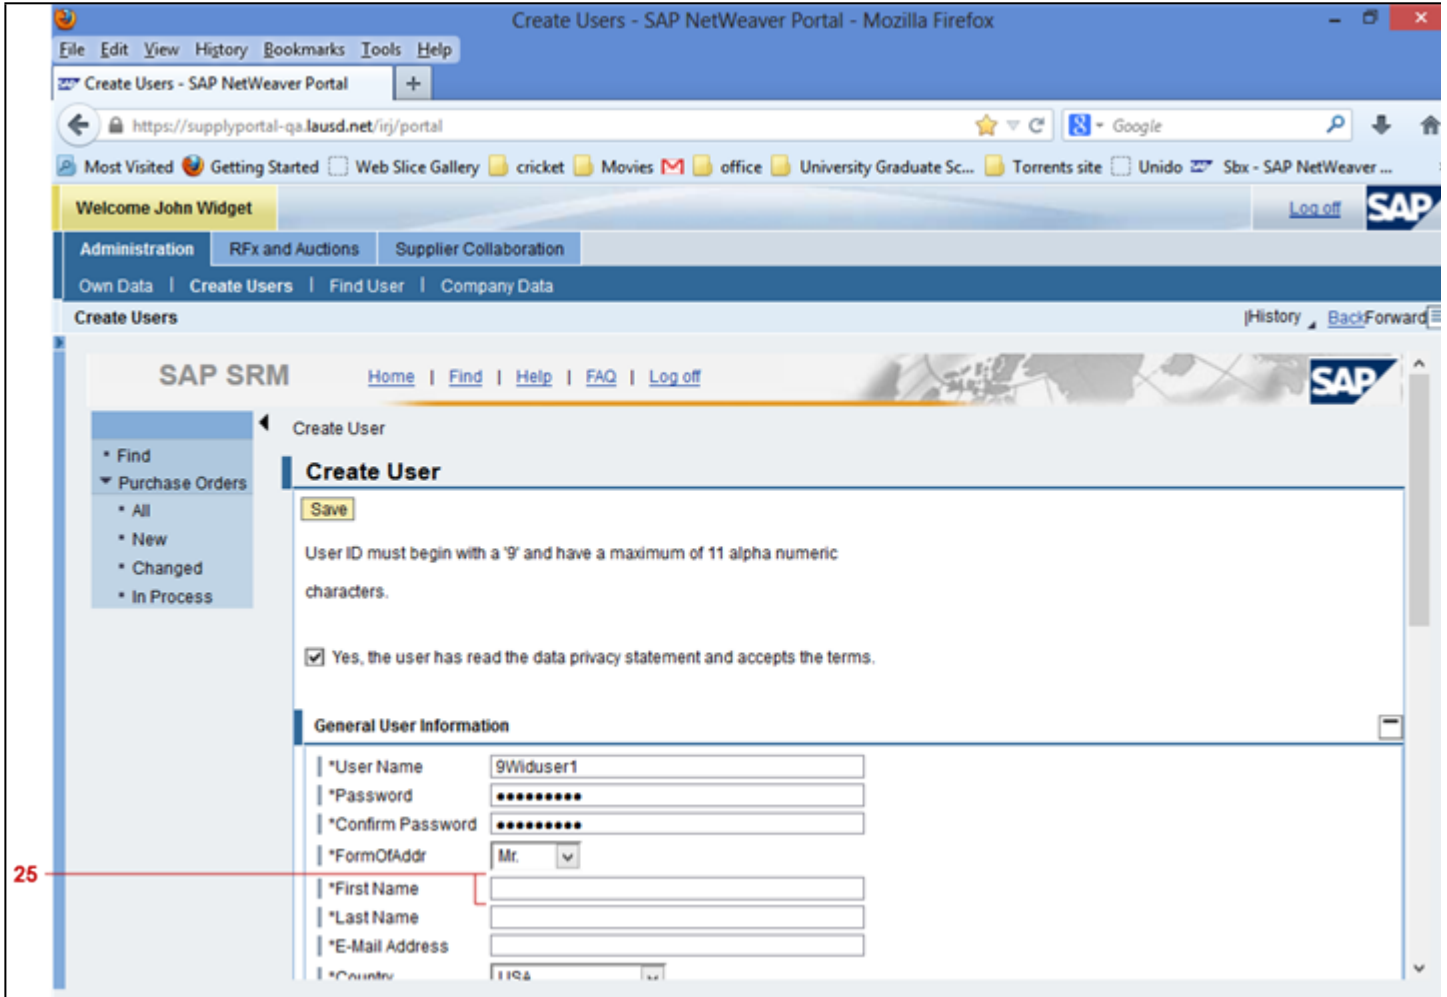 Create Users - SAP NetWeaver Portal - Mozilla Firefox
File Edit View History Bookmarks Tools Help
Create Users - SAP NetWeaver Portal +
https://supplyportal-qa.lausd.net/irj/portal Google
Most Visited Getting Started Web Slice Gallery cricket Movies office University Graduate Sc... Torrents site Unido Sbx - SAP NetWeaver ...
Welcome John Widget Log off SAP
Administration RFx and Auctions Supplier Collaboration
Own Data | Create Users | Find User | Company Data
Create Users |History BackForward
SAP SRM Home | Find | Help | FAQ | Log off SAP
Create User
Find
Purchase Orders
All
New
Changed
In Process
Create User
Save
User ID must begin with a '9' and have a maximum of 11 alpha numeric
characters.
Yes, the user has read the data privacy statement and accepts the terms.
General User Information
*User Name 9Widuser1
*Password •••••••••
*Confirm Password •••••••••
*FormOfAddr Mr.
25
*First Name
*Last Name
*E-Mail Address
*Country USA